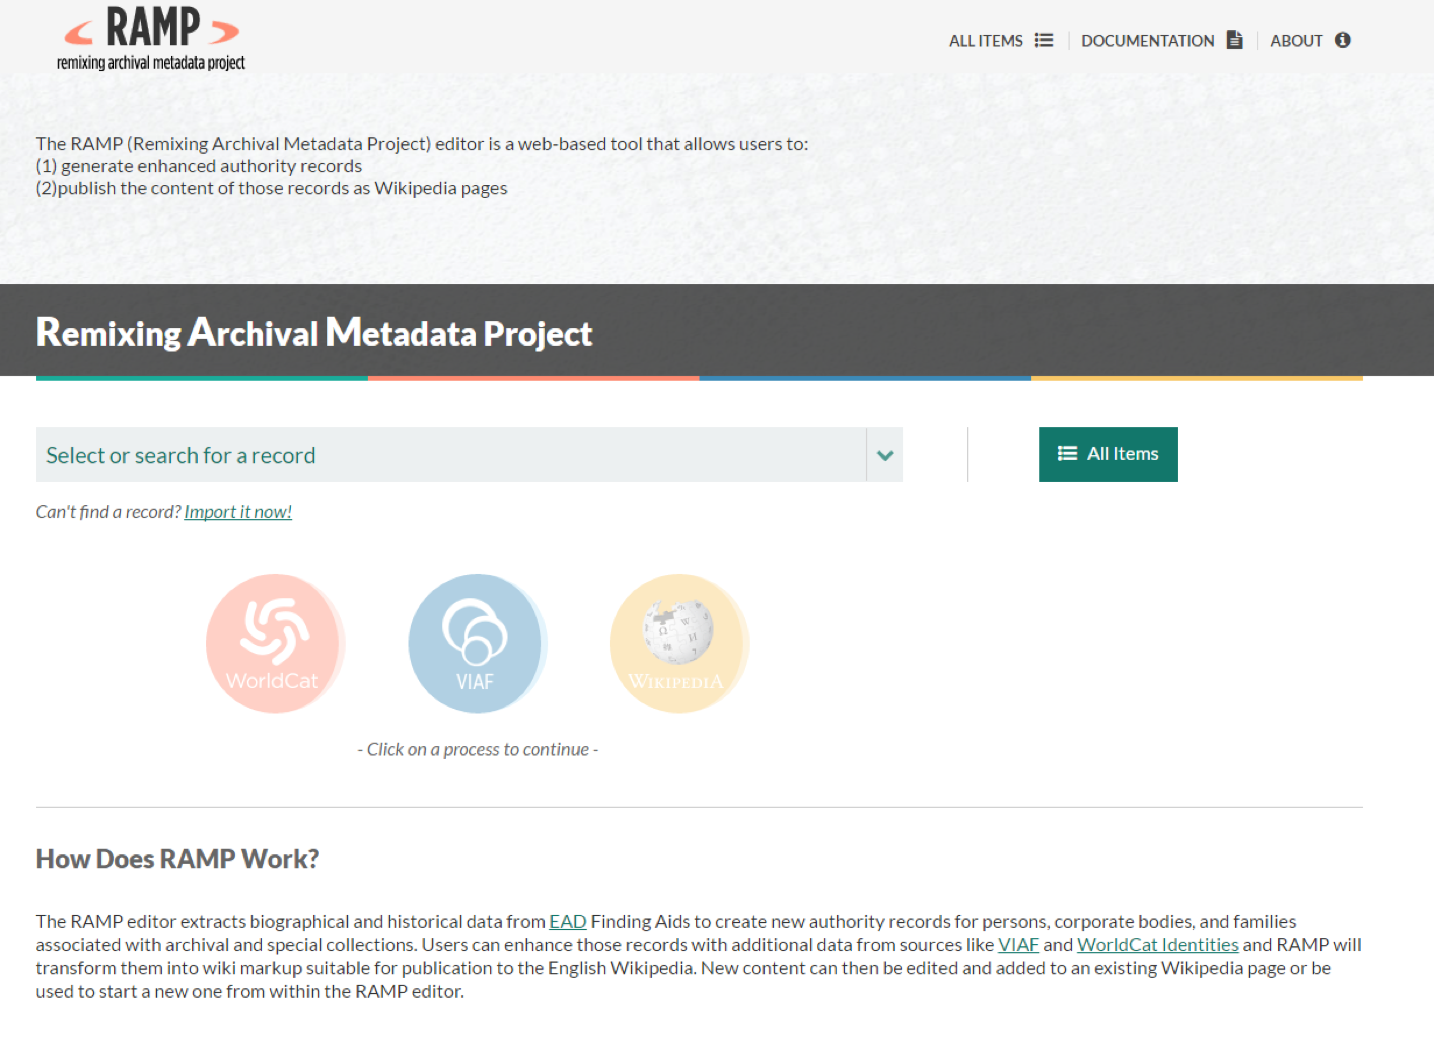 RAMP
remixing archival metadata project
ALL ITEMS
DOCUMENTATION
ABOUT
The RAMP (Remixing Archival Metadata Project) editor is a web-based tool that allows users to:
(1) generate enhanced authority records
(2)publish the content of those records as Wikipedia pages
Remixing Archival Metadata Project
Select or search for a record
All Items
Can't find a record? Import it now!
WorldCat
VIAF
WIKIPEDIA
- Click on a process to continue -
How Does RAMP Work?
The RAMP editor extracts biographical and historical data from EAD Finding Aids to create new authority records for persons, corporate bodies, and families
associated with archival and special collections. Users can enhance those records with additional data from sources like VIAF and WorldCat Identities and RAMP will
transform them into wiki markup suitable for publication to the English Wikipedia. New content can then be edited and added to an existing Wikipedia page or be
used to start a new one from within the RAMP editor.